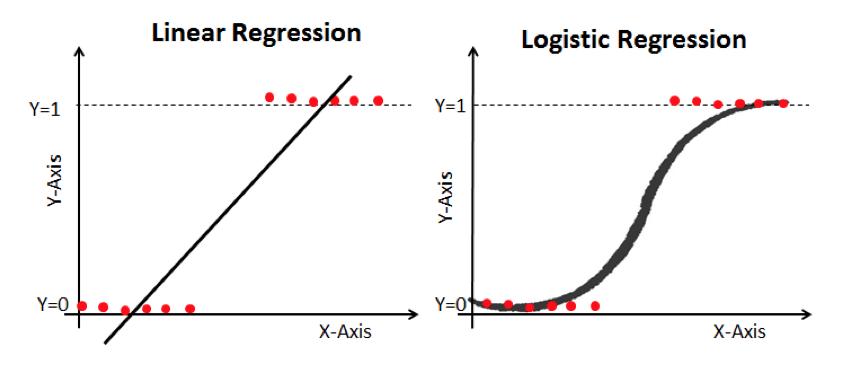 Linear Regression
Y=1
Y-Axis
Y=0
X-Axis
Logistic Regression
Y=1
Y-Axis
Y=0
X-Axis